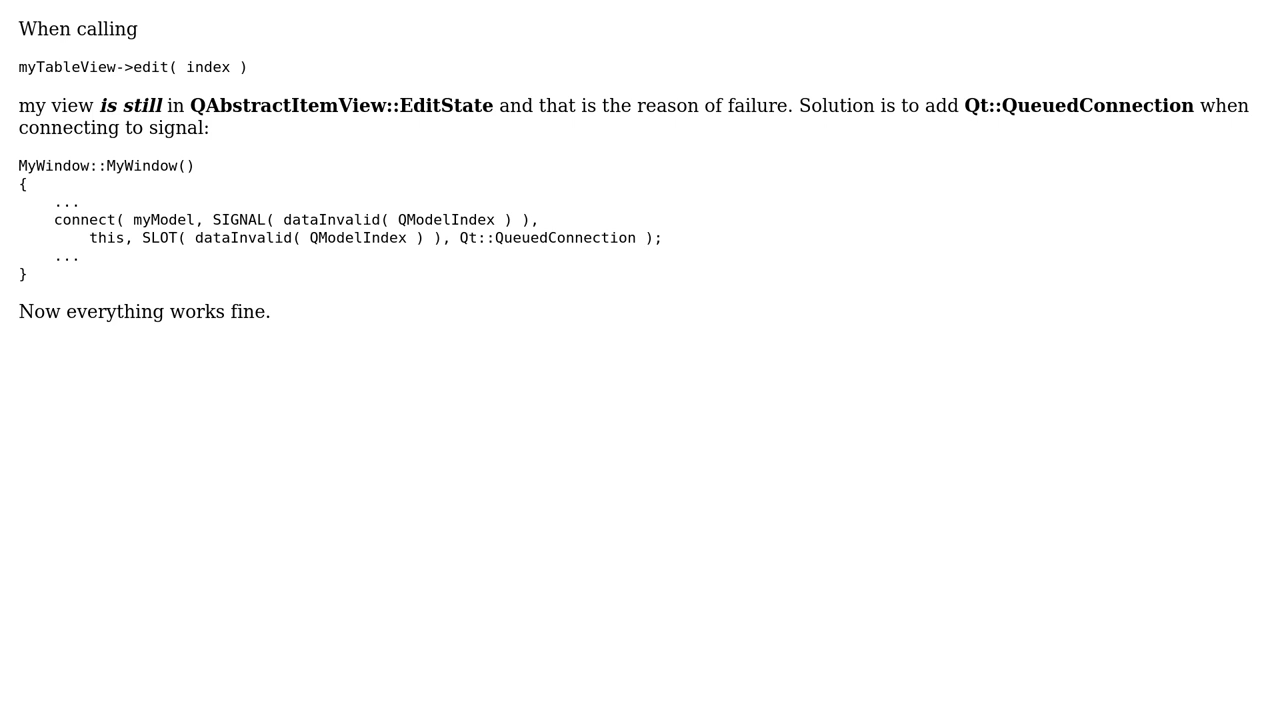 When calling
myTableView->edit( index )
my view is still in QAbstractItemView::EditState and that is the reason of failure. Solution is to add Qt::QueuedConnection when
connecting to signal:
MyWindow::MyWindow()
{
    ...
    connect( myModel, SIGNAL( dataInvalid( QModelIndex ) ),
        this, SLOT( dataInvalid( QModelIndex ) ), Qt::QueuedConnection );
    ...
}
Now everything works fine.